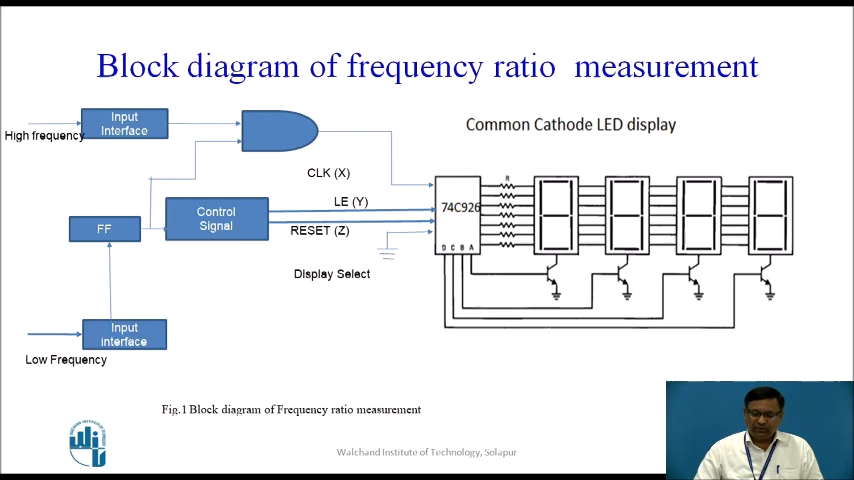 Block diagram of frequency ratio measurement
Input
Interface
High frequency
Common Cathode LED display
CLK (X)
R
LE (Y)
74C926
Control
Signal
FF
RESET (Z)
D C B A
Display Select
Input
interface
Low Frequency
Fig.1 Block diagram of Frequency ratio measurement
Walchand Institute of Technology, Solapur